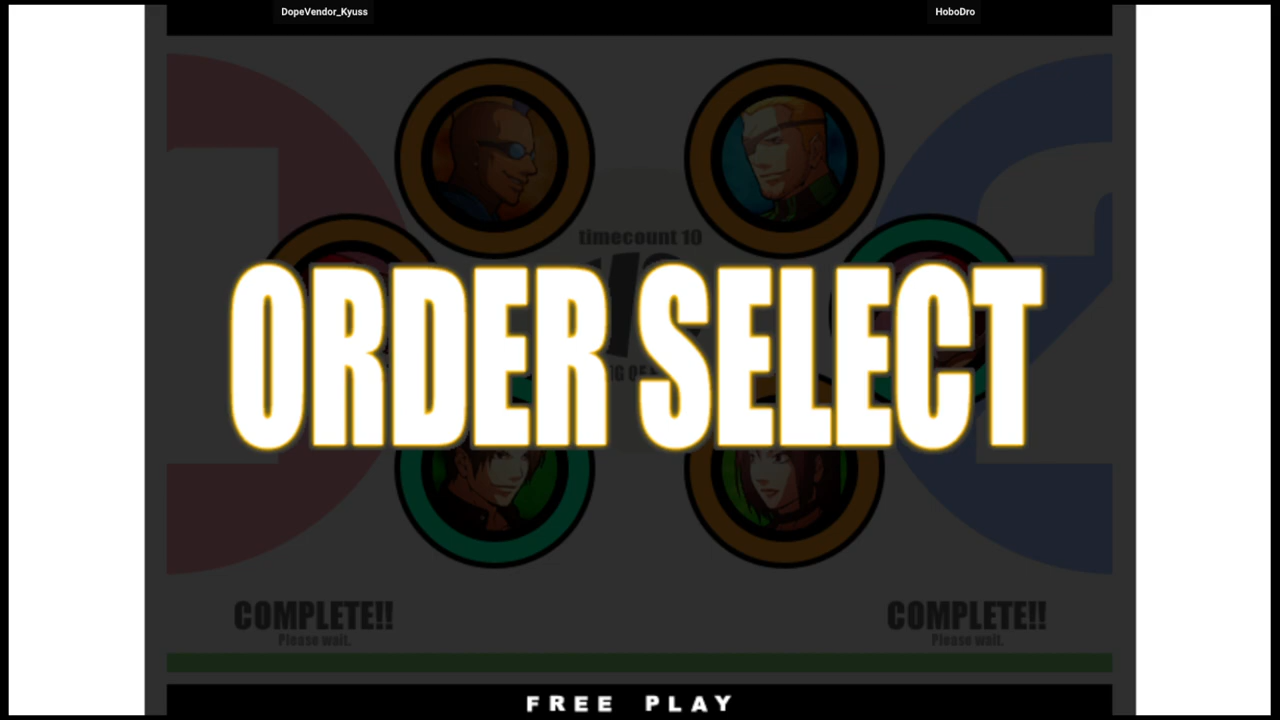 DopeVendor_Kyuss
HoboDro
timecount 10
ORDER SELECT
COMPLETE!!
Please wait.
COMPLETE!!
Please wait.
FREE PLAY